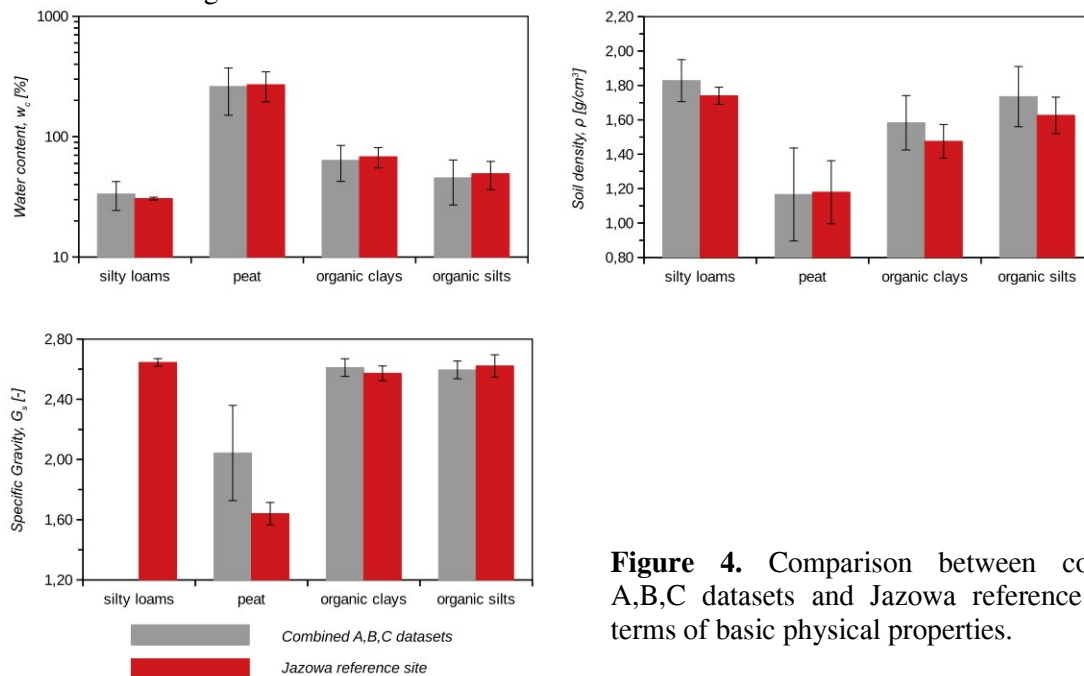 1000
100
10
Water content, w_c [%]
silty loams peat organic clays organic silts
2,20
2,00
1,80
1,60
1,40
1,20
1,00
0,80
Soil density, ρ [g/cm³]
silty loams peat organic clays organic silts
2,80
2,40
2,00
1,60
1,20
Specific Gravity, G_s [-]
silty loams peat organic clays organic silts
Combined A,B,C datasets
Jazowa reference site
Figure 4. Comparison between co
A,B,C datasets and Jazowa reference
terms of basic physical properties.